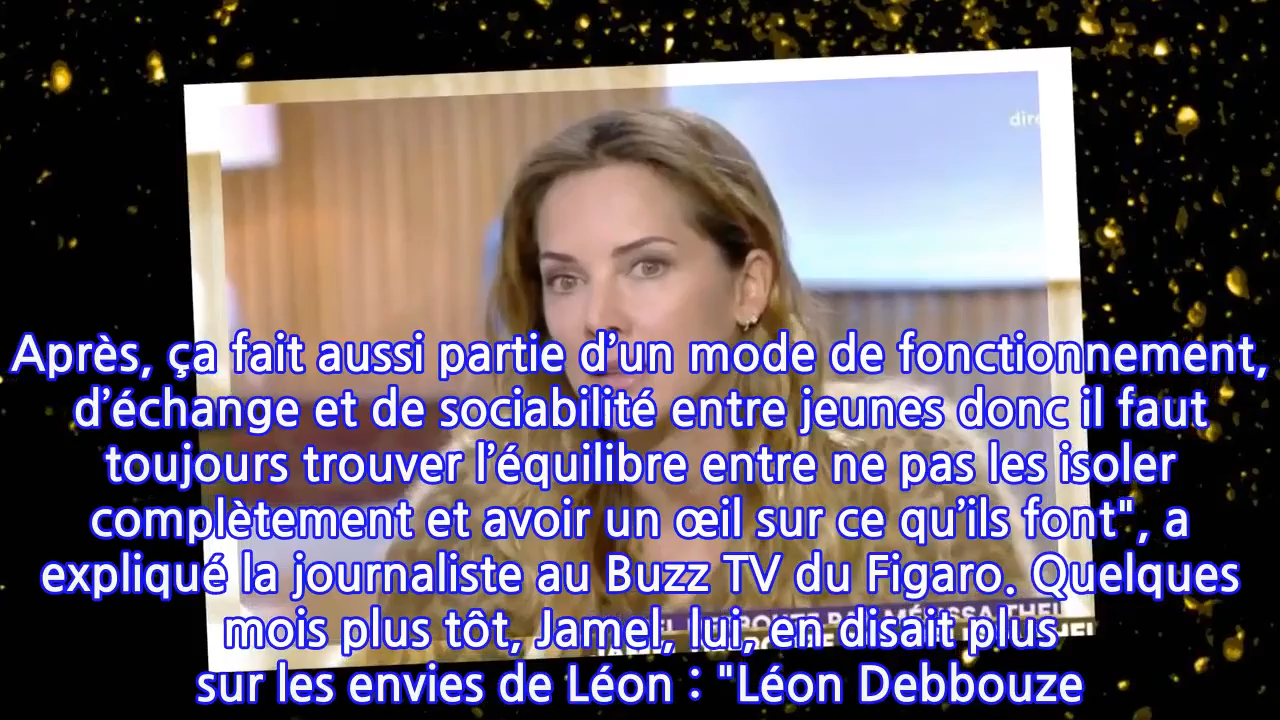 dire
Après, ça fait aussi partie d’un mode de fonctionnement,
d’échange et de sociabilité entre jeunes donc il faut
toujours trouver l’équilibre entre ne pas les isoler
complètement et avoir un œil sur ce qu’ils font", a
expliqué la journaliste au Buzz TV du Figaro. Quelques
mois plus tôt, Jamel, lui, en disait plus
sur les envies de Léon : "Léon Debbouze